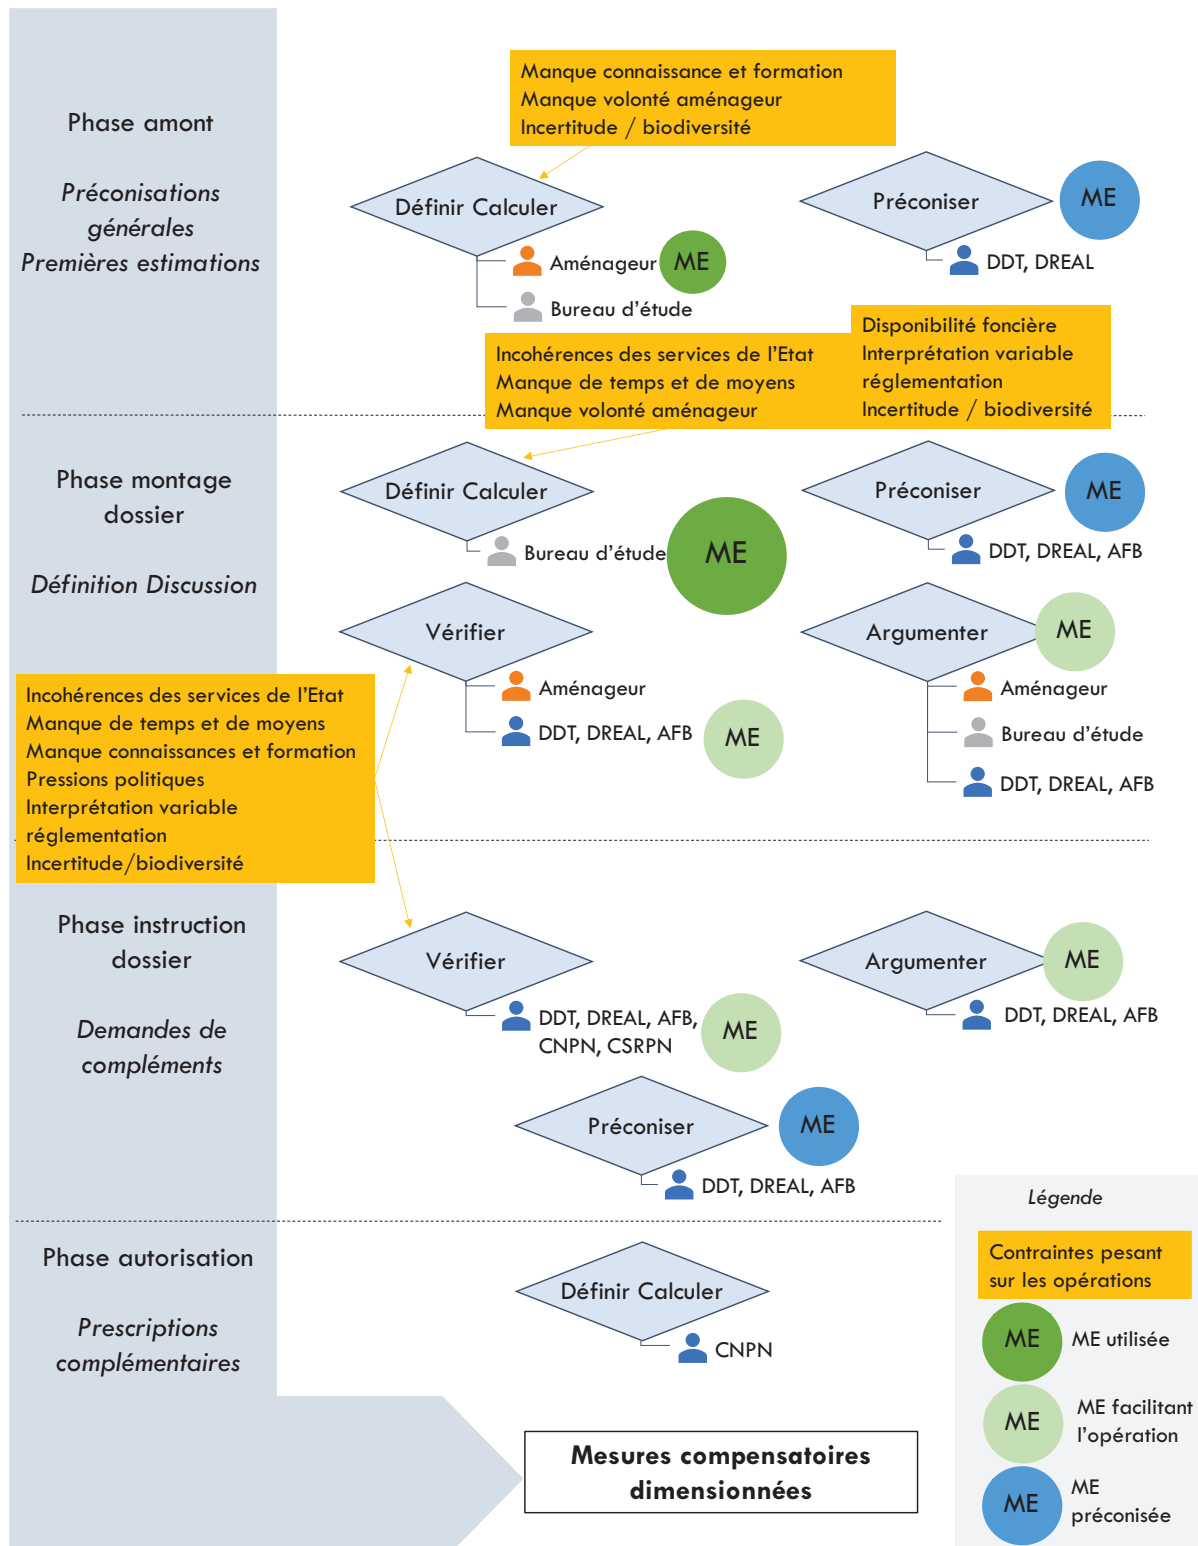 Phase amont
Préconisations
générales
Premières estimations
Manque connaissance et formation
Manque volonté aménageur
Incertitude / biodiversité
Définir Calculer
Aménageur
ME
Bureau d'étude
Préconiser
ME
DDT, DREAL
Incohérences des services de l'Etat
Manque de temps et de moyens
Manque volonté aménageur
Disponibilité foncière
Interprétation variable
réglementation
Incertitude / biodiversité
Phase montage
dossier
Définition Discussion
Définir Calculer
Bureau d'étude
ME
Préconiser
ME
DDT, DREAL, AFB
Vérifier
Aménageur
DDT, DREAL, AFB
ME
Argumenter
ME
Aménageur
Bureau d'étude
DDT, DREAL, AFB
Incohérences des services de l'Etat
Manque de temps et de moyens
Manque connaissances et formation
Pressions politiques
Interprétation variable
réglementation
Incertitude/biodiversité
Phase instruction
dossier
Demandes de
compléments
Vérifier
DDT, DREAL, AFB,
CNPN, CSRPN
ME
Argumenter
ME
DDT, DREAL, AFB
Préconiser
ME
DDT, DREAL, AFB
Phase autorisation
Prescriptions
complémentaires
Définir Calculer
CNPN
Mesures compensatoires
dimensionnées
Légende
Contraintes pesant
sur les opérations
ME
ME utilisée
ME
ME facilitant
l'opération
ME
ME
préconisée